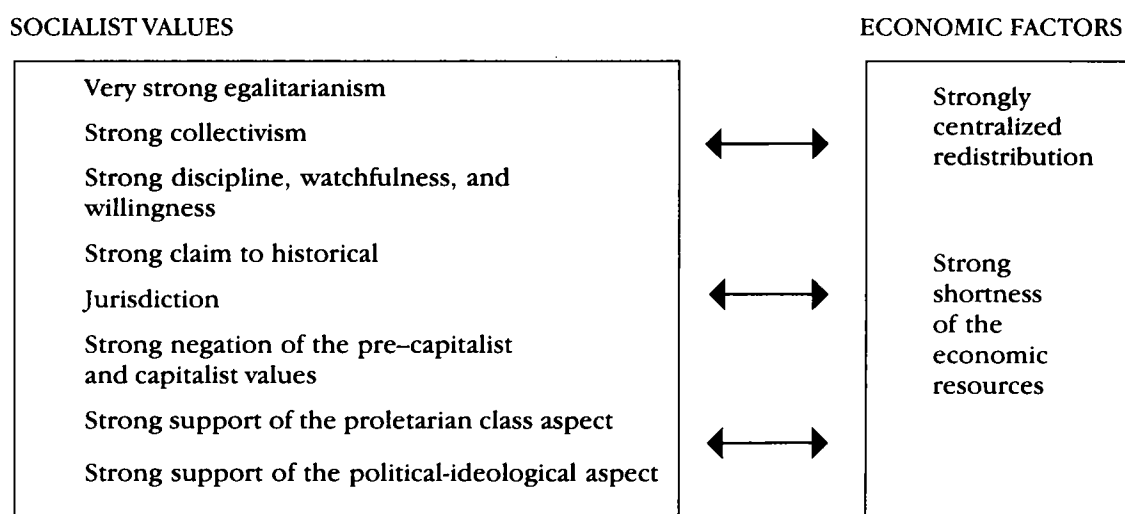 SOCIALIST VALUES
Very strong egalitarianism
Strong collectivism
Strong discipline, watchfulness, and
willingness
Strong claim to historical
Jurisdiction
Strong negation of the pre–capitalist
and capitalist values
Strong support of the proletarian class aspect
Strong support of the political-ideological aspect
ECONOMIC FACTORS
Strongly
centralized
redistribution
Strong
shortness
of the
economic
resources